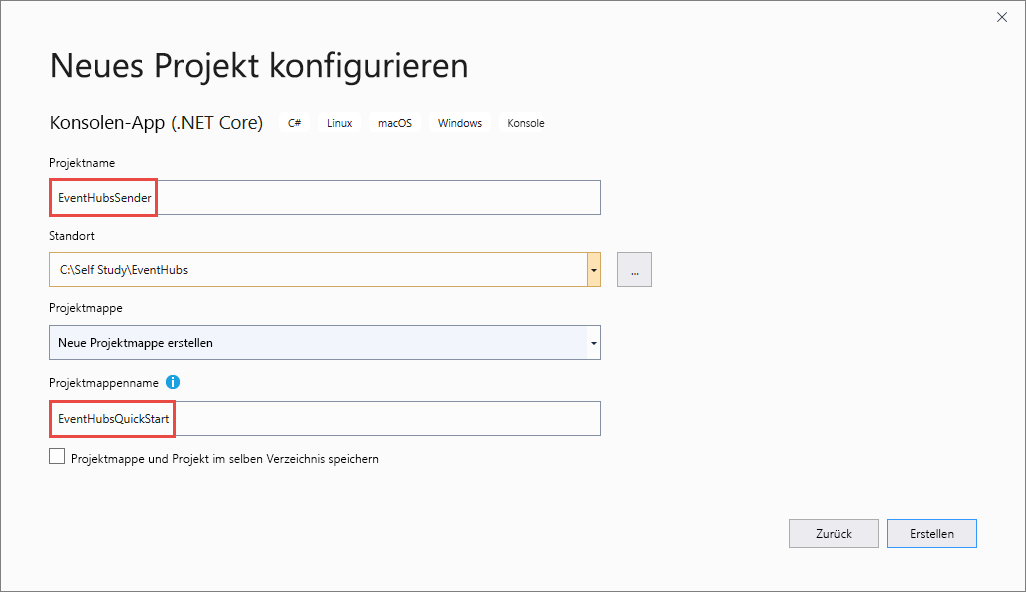 Neues Projekt konfigurieren
Konsolen-App (.NET Core) C# Linux macOS Windows Konsole
Projektname
EventHubsSender
Standort
C:\Self Study\EventHubs
...
Projektmappe
Neue Projektmappe erstellen
Projektmappenname i
EventHubsQuickStart
Projektmappe und Projekt im selben Verzeichnis speichern
Zurück Erstellen